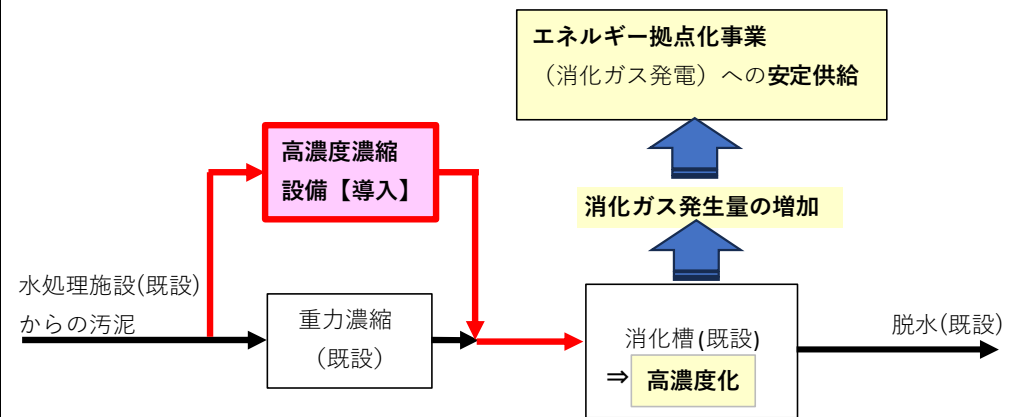 エネルギー拠点化事業
（消化ガス発電）への安定供給
高濃度濃縮
設備【導入】
消化ガス発生量の増加
水処理施設(既設)
からの汚泥
重力濃縮
（既設）
消化槽(既設)
⇒ 高濃度化
脱水(既設)